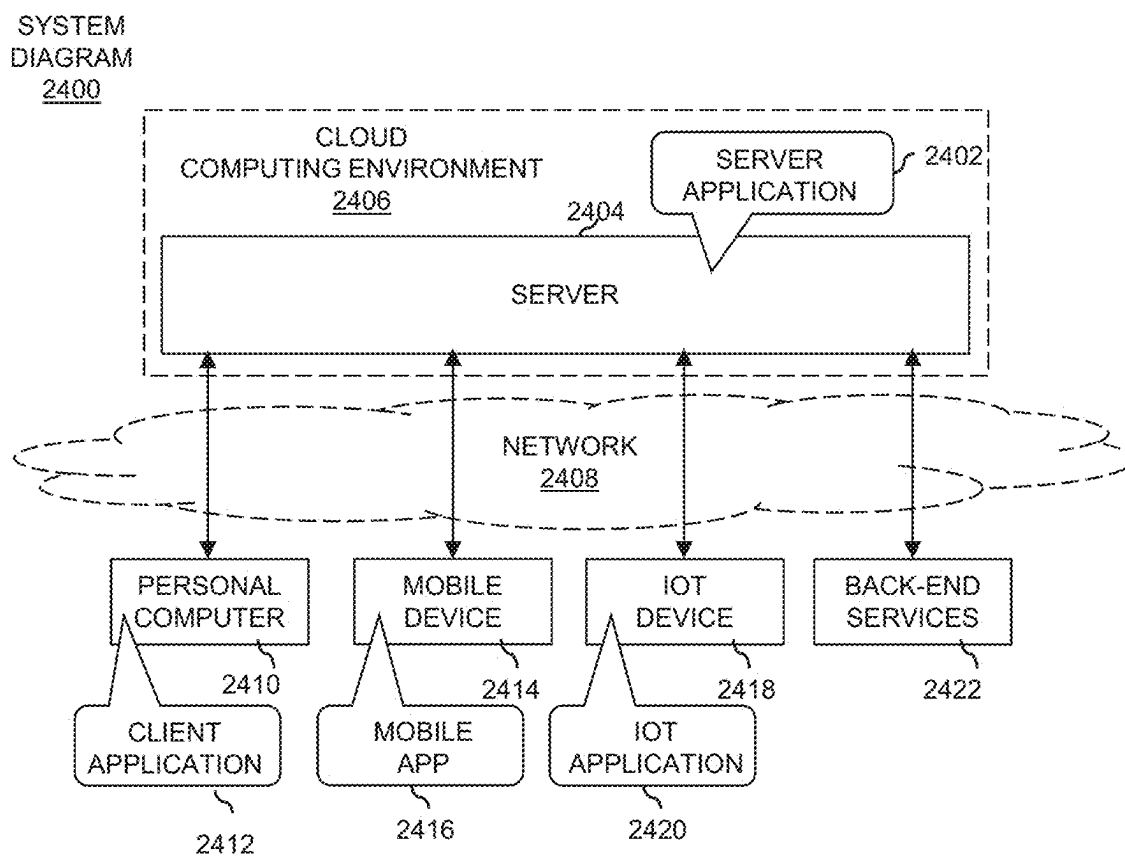 SYSTEM
DIAGRAM
2400
CLOUD
COMPUTING ENVIRONMENT
2406
SERVER
APPLICATION
2402
2404
SERVER
NETWORK
2408
PERSONAL
COMPUTER
2410
MOBILE
DEVICE
2414
IOT
DEVICE
2418
BACK-END
SERVICES
2422
CLIENT
APPLICATION
2412
MOBILE
APP
2416
IOT
APPLICATION
2420